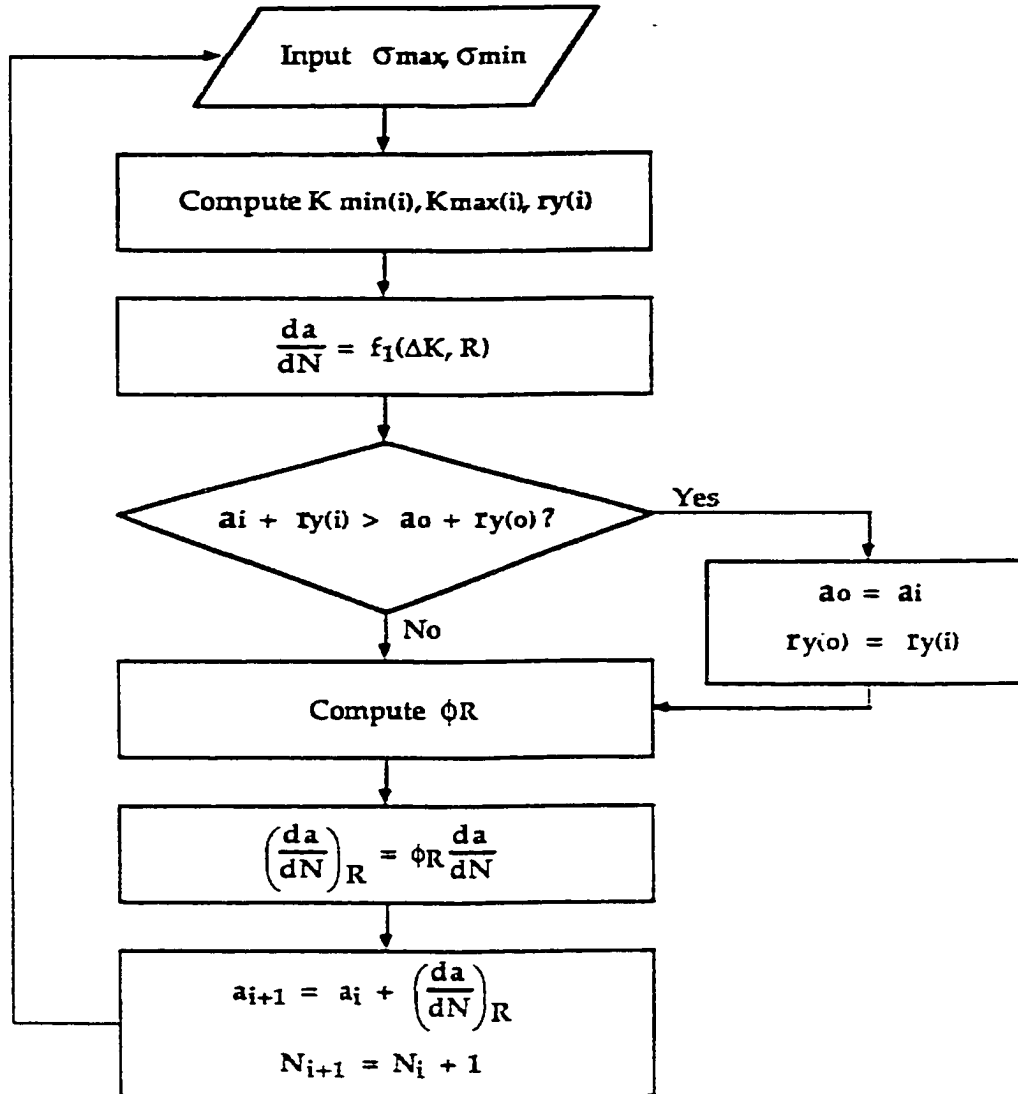 Input σmax, σmin
Compute K min(i), Kmax(i), ry(i)
da/dN = f1(ΔK, R)
ai + ry(i) > ao + ry(o)?
Yes
ao = ai
ry(o) = ry(i)
No
Compute ϕR
(da/dN)R = ϕR da/dN
ai+1 = ai + (da/dN)R
Ni+1 = Ni + 1